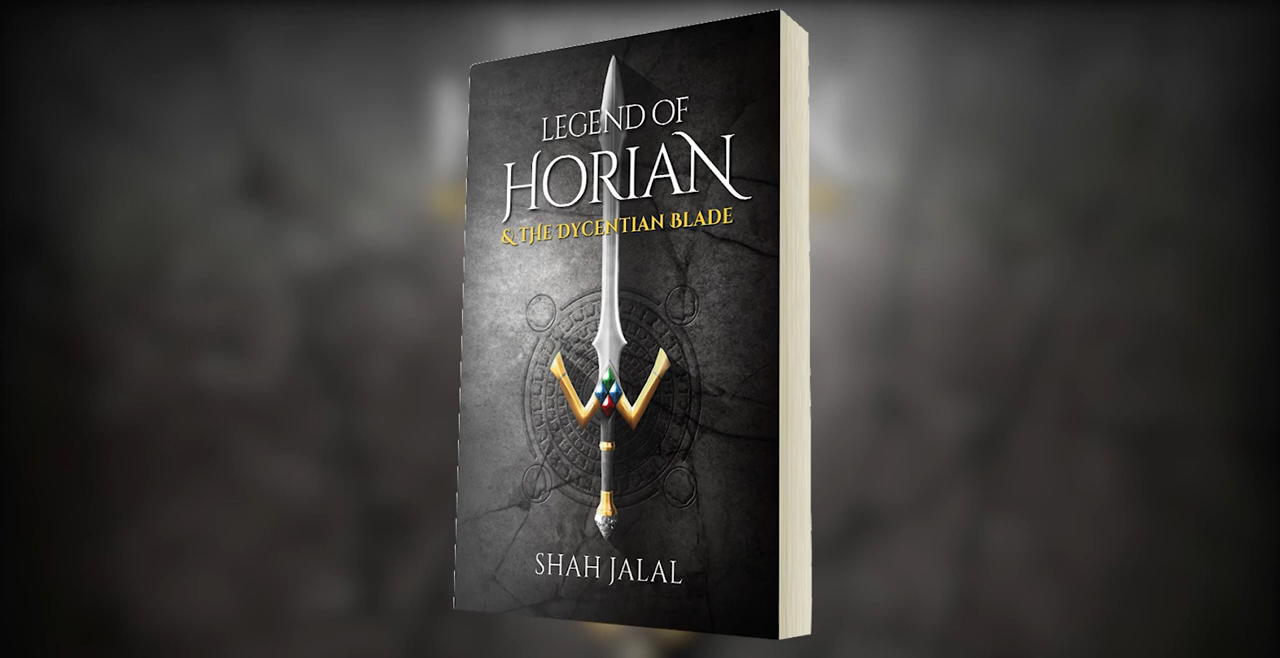 LEGEND OF
HORIAN
& THE DYCENTIAN BLADE
SHAH JALAL